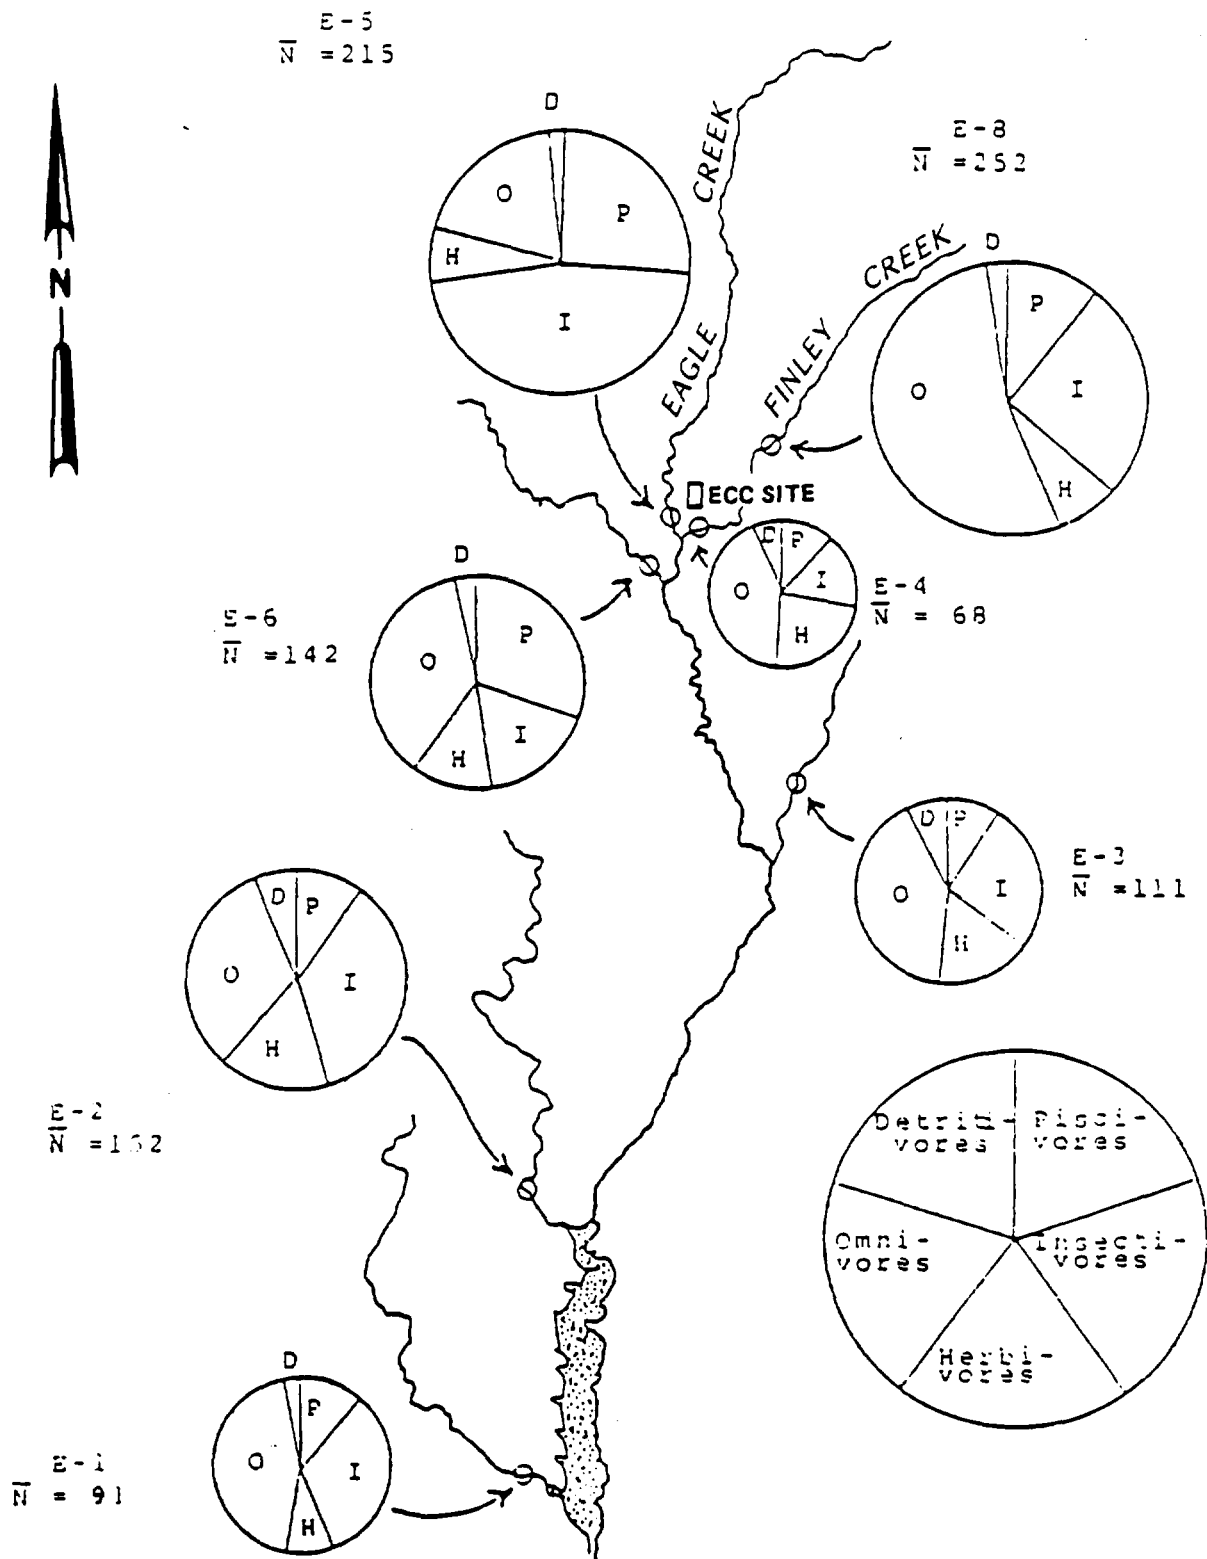 E-5
N̅ =215
D
O
P
H
I
CREEK
EAGLE
E-8
N̅ =252
CREEK
FINLEY
D
P
O
I
H
N
ECC SITE
D P
O
I
H
E-4
N̅ = 68
D
E-6
N̅ =142
P
O
I
H
D P
O
I
H
E-3
N̅ =111
D P
O
I
H
E-2
Detriti-
vores
Pisci-
vores
Omni-
vores
Insecti-
vores
Herbi-
vores
D
P
O
I
H
E-1
N̅ = 91